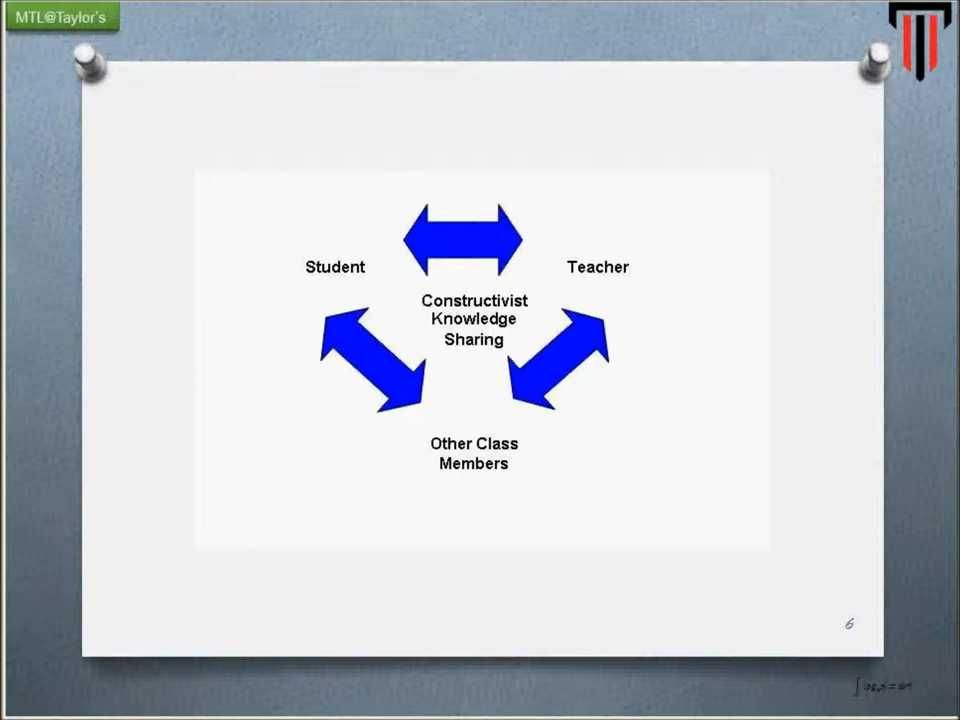 MTL@Taylor's
Student
Teacher
Constructivist
Knowledge
Sharing
Other Class
Members
6